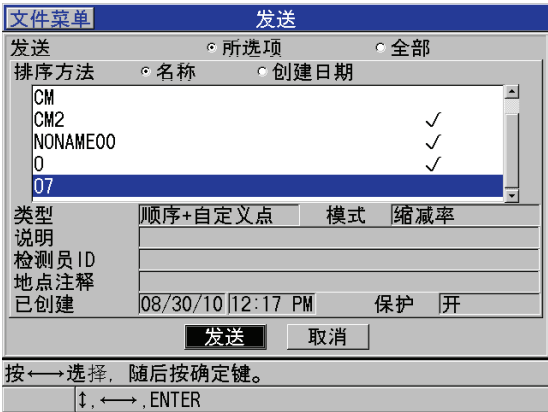 文件菜单 发送
发送 所选项 全部
排序方法 名称 创建日期
CM
CM2 ✓
NONAME00 ✓
0 ✓
07
类型 顺序+自定义点 模式 缩减率
说明
检测员ID
地点注释
已创建 08/30/10 12:17 PM 保护 开
发送 取消
按←→选择, 随后按确定键。
↕, ←→, ENTER